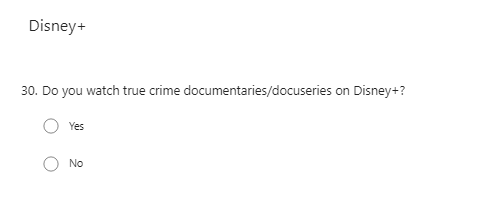 Disney+
30. Do you watch true crime documentaries/docuseries on Disney+?
Yes
No